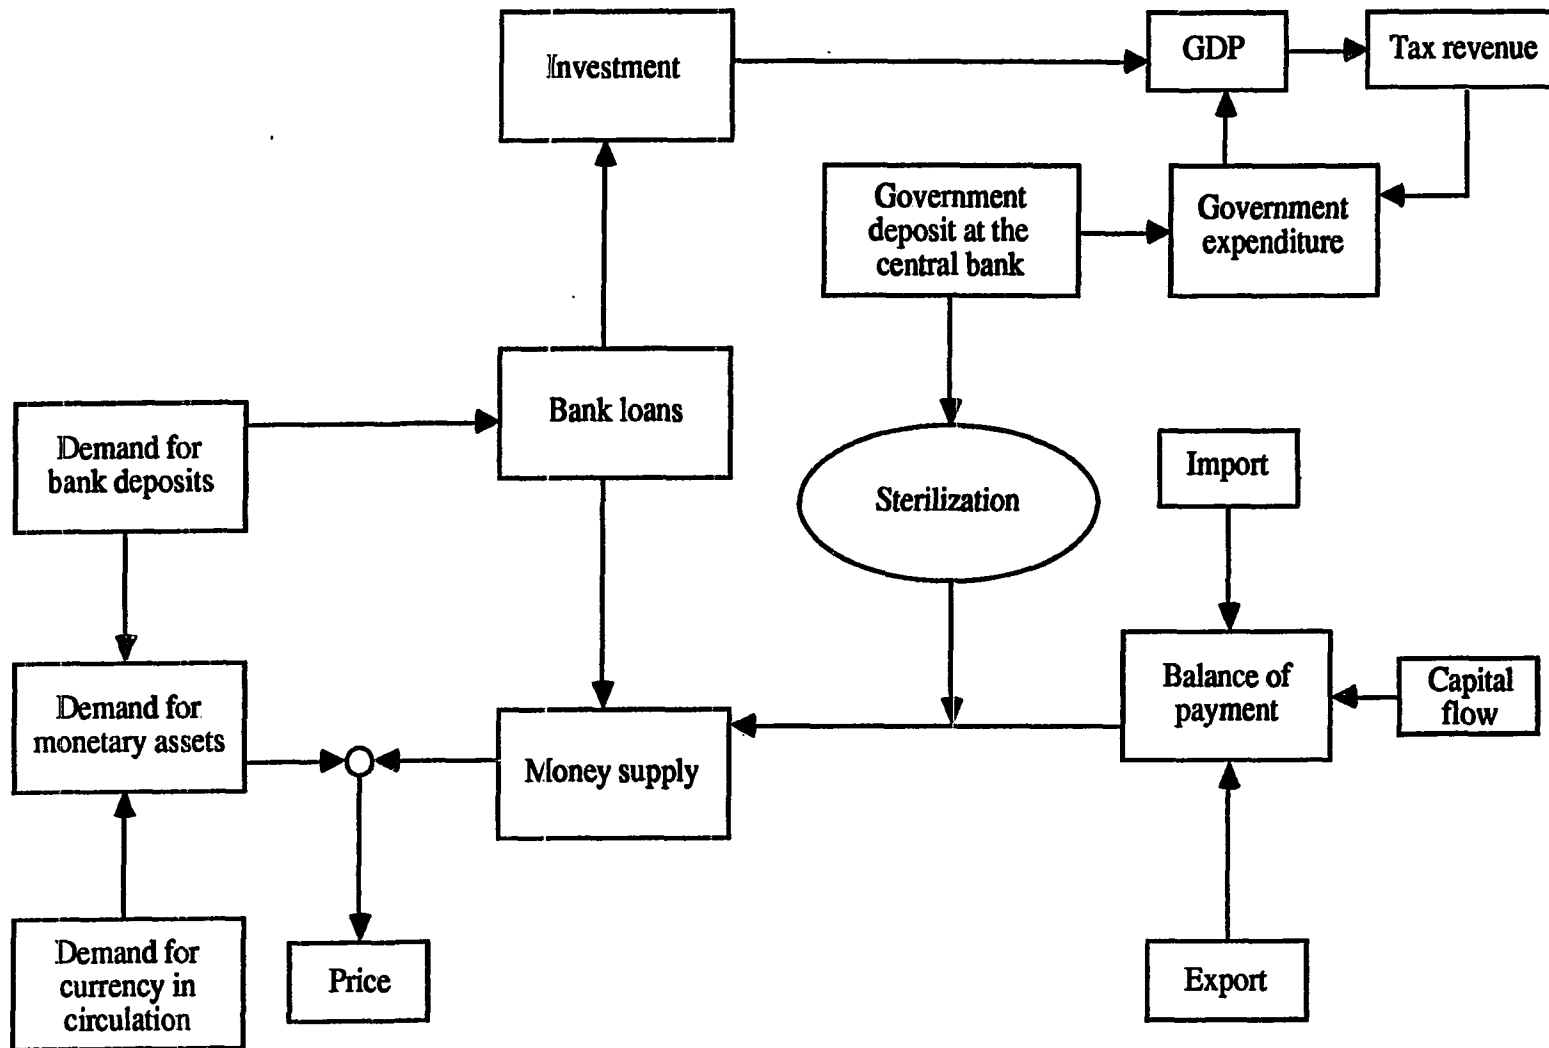 Investment
GDP
Tax revenue
Government
deposit at the
central bank
Government
expenditure
Bank loans
Demand for
bank deposits
Sterilization
Import
Balance of
payment
Capital
flow
Demand for
monetary assets
Money supply
Demand for
currency in
circulation
Price
Export